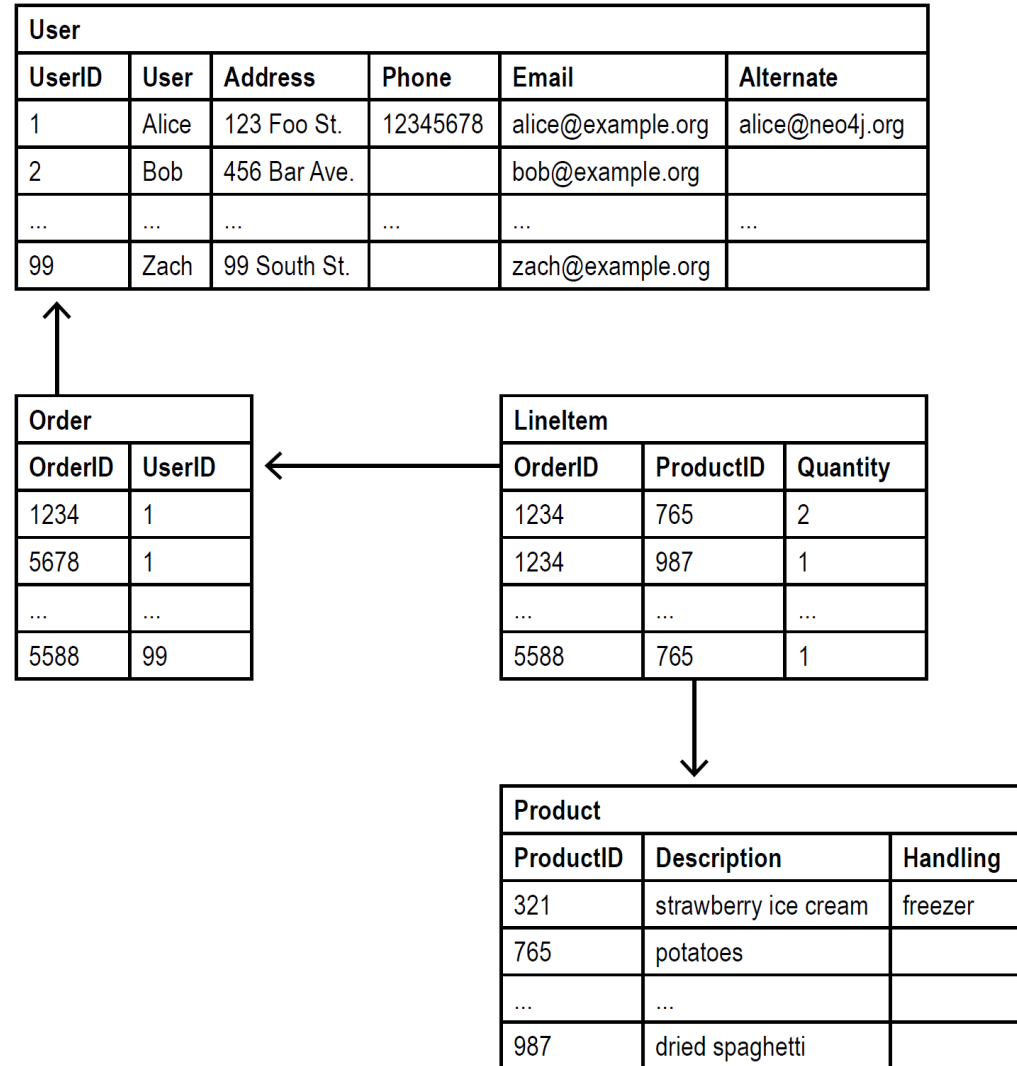 User
UserID User Address Phone Email Alternate
1 Alice 123 Foo St. 12345678 alice@example.org alice@neo4j.org
2 Bob 456 Bar Ave. bob@example.org
... ... ... ... ... ...
99 Zach 99 South St. zach@example.org
Order
OrderID UserID
1234 1
5678 1
... ...
5588 99
LineItem
OrderID ProductID Quantity
1234 765 2
1234 987 1
... ... ...
5588 765 1
Product
ProductID Description Handling
321 strawberry ice cream freezer
765 potatoes
... ...
987 dried spaghetti